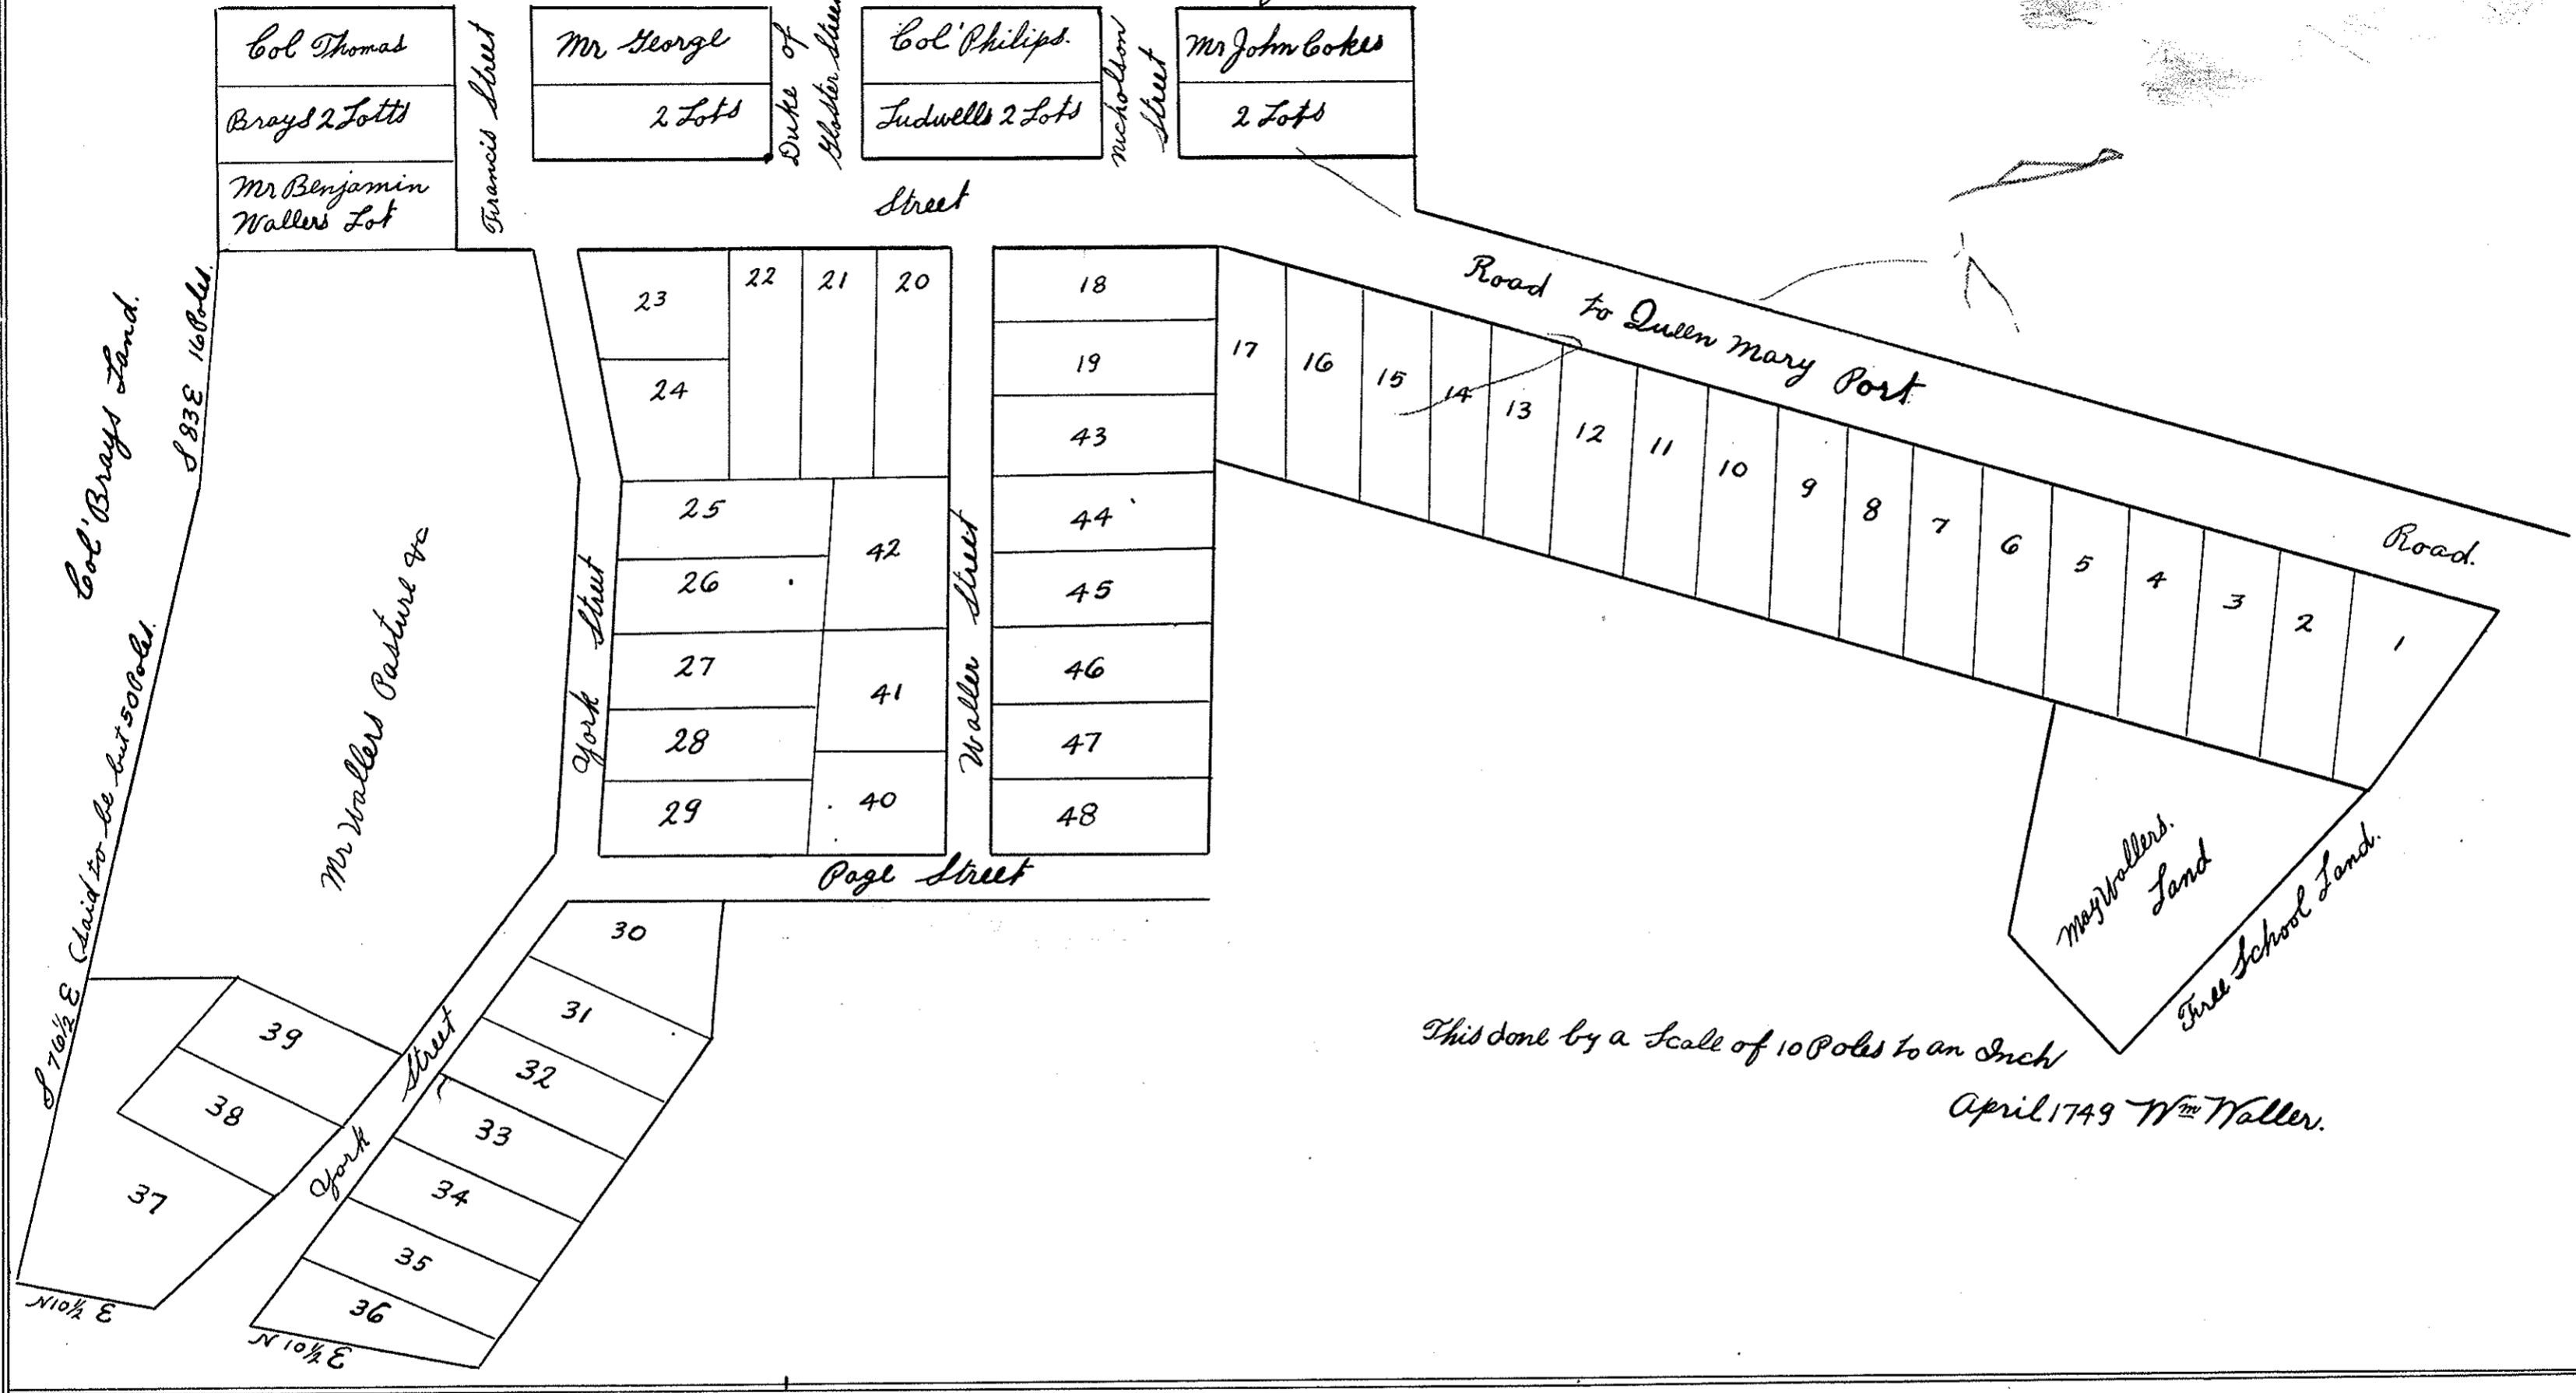 Col Thomas
Brays 2 Lotts
Mr Benjamin
Wallers Lot
Francis Street
Mr George
2 Lots
Duke of
Gloster Street
Col' Philips.
Ludwells 2 Lots
Nicholson
Street
Mr John Cokes
2 Lots
Street
Road to Queen Mary Port
Road.
Col' Brays Land.
S 83 E 16 Poles.
S 76½ E (Said to be but 50 Poles.
Mr Wallers Pasture &c
York Street
Waller Street
23
22
21
20
24
25
42
26
27
41
28
29
40
18
19
43
44
45
46
47
48
17
16
15
14
13
12
11
10
9
8
7
6
5
4
3
2
1
Page Street
30
31
32
33
34
35
36
39
38
37
York Street
N 10½ E
N 10½ E
Wallers.
Land
Free School Land.
This done by a Scale of 10 Poles to an Inch
April 1749 Wm Waller.